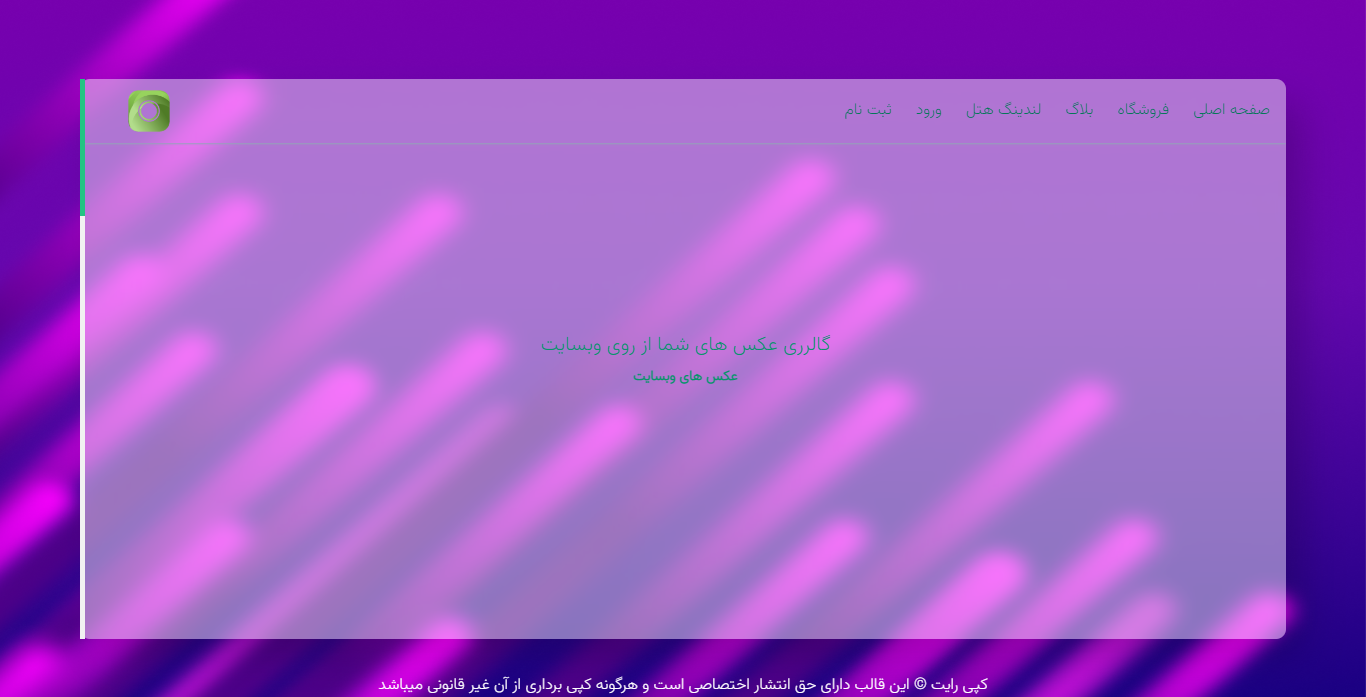 صفحه اصلی فروشگاه بلاگ لندینگ هتل ورود ثبت نام
گالری عکس های شما از روی وبسایت
عکس های وبسایت
کپی رایت © این قالب دارای حق انتشار اختصاصی است و هرگونه کپی برداری از آن غیر قانونی میباشد